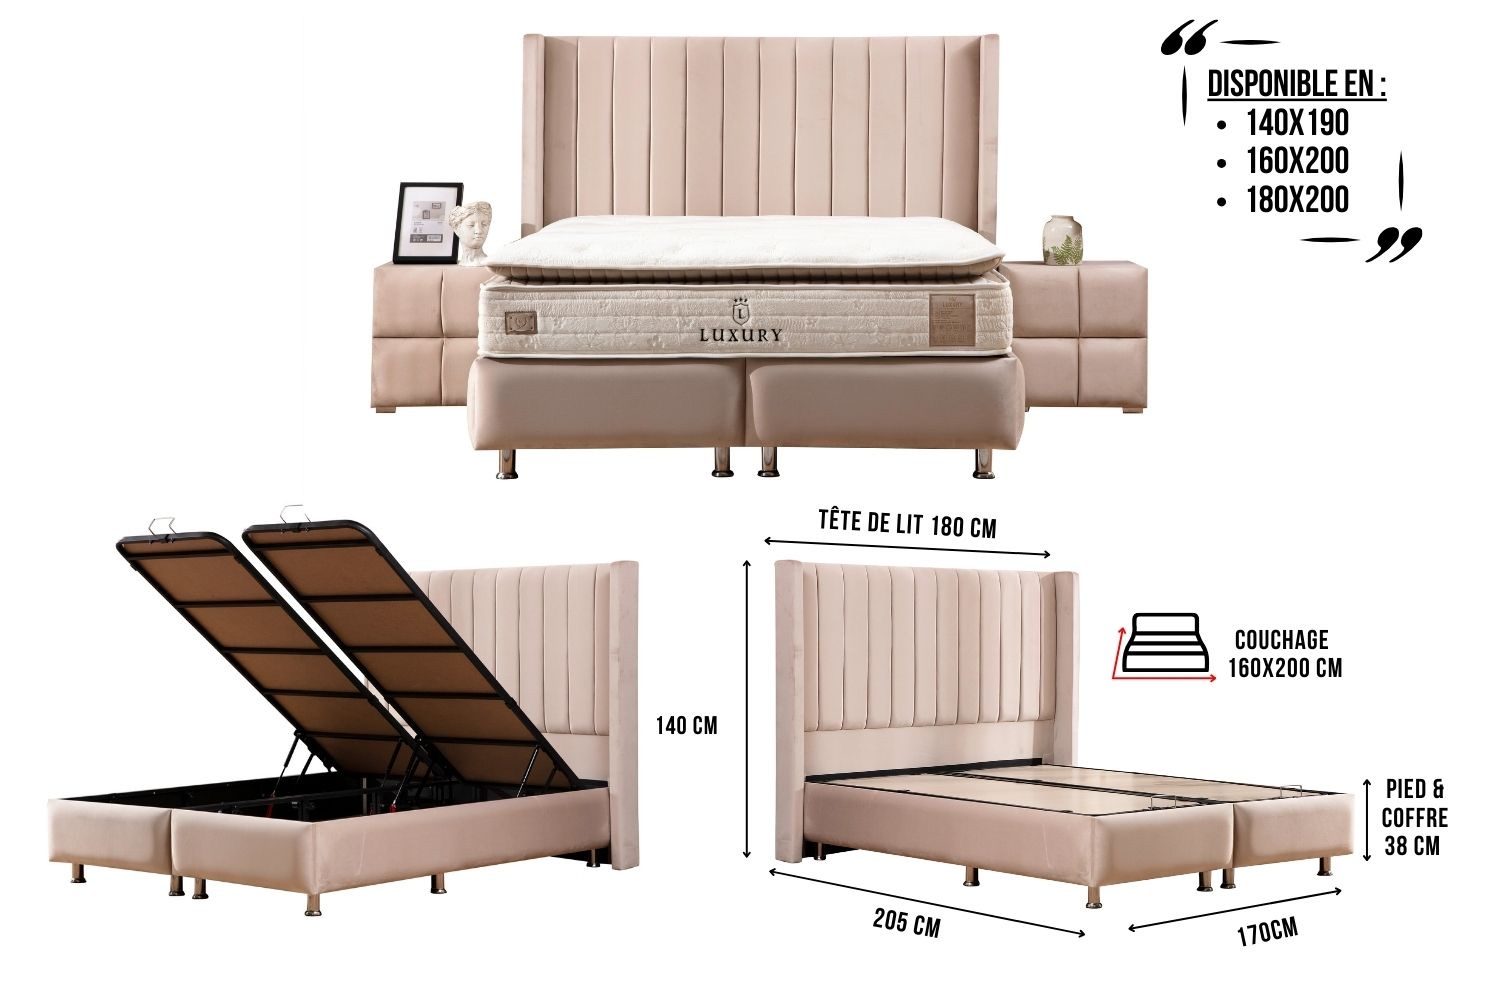 DISPONIBLE EN :
• 140X190
• 160X200
• 180X200
L
LUXURY
LUXURY
TÊTE DE LIT 180 CM
140 CM
COUCHAGE
160X200 CM
PIED &
COFFRE
38 CM
205 CM
170CM